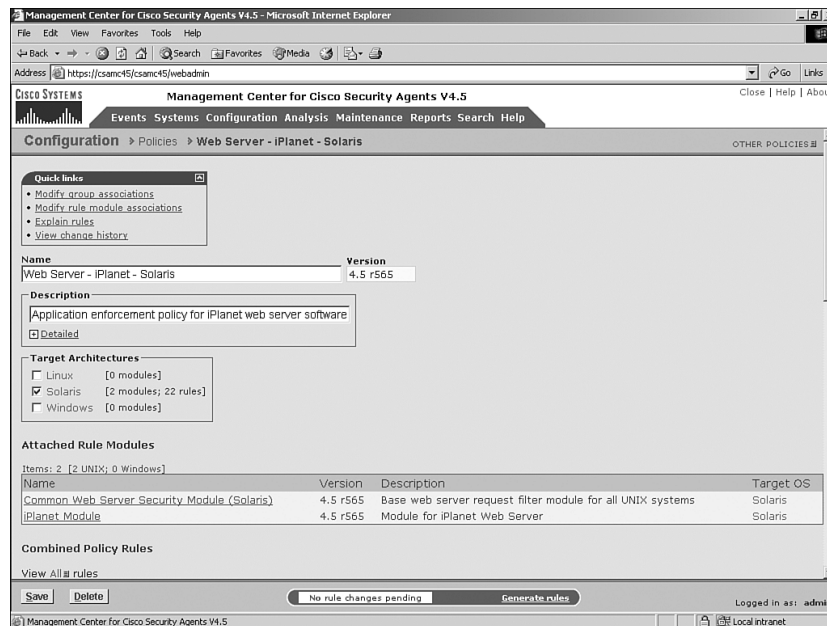 Management Center for Cisco Security Agents V4.5 - Microsoft Internet Explorer
File Edit View Favorites Tools Help
Back Search Favorites Media
Address https://csamc45/csamc45/webadmin Go Links
CISCO SYSTEMS Management Center for Cisco Security Agents V4.5 Close | Help |
Events Systems Configuration Analysis Maintenance Reports Search Help
Configuration Policies Web Server - iPlanet - Solaris OTHER POLICIES
Quick links
Modify group associations
Modify rule module associations
Explain rules
View change history
Name Version
Web Server - iPlanet - Solaris 4.5 r565
Description
Application enforcement policy for iPlanet web server software
Detailed
Target Architectures
Linux [0 modules]
Solaris [2 modules; 22 rules]
Windows [0 modules]
Attached Rule Modules
Items: 2 [2 UNIX; 0 Windows]
Name Version Description Target OS
Common Web Server Security Module (Solaris) 4.5 r565 Base web server request filter module for all UNIX systems Solaris
iPlanet Module 4.5 r565 Module for iPlanet Web Server Solaris
Combined Policy Rules
View All rules
Save Delete No rule changes pending Generate rules Logged in as:
Management Center for Cisco Security Agents V4.5 Local intranet